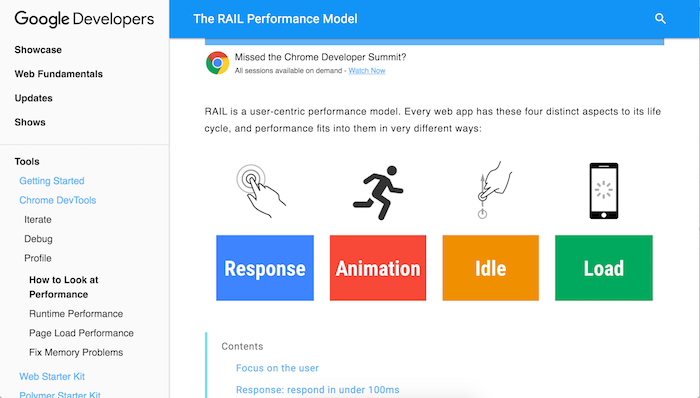 Google Developers
Showcase
Web Fundamentals
Updates
Shows
Tools
Getting Started
Chrome DevTools
Iterate
Debug
Profile
How to Look at
Performance
Runtime Performance
Page Load Performance
Fix Memory Problems
Web Starter Kit
Polymer Starter Kit
The RAIL Performance Model
Missed the Chrome Developer Summit?
All sessions available on demand - Watch Now
RAIL is a user-centric performance model. Every web app has these four distinct aspects to its life
cycle, and performance fits into them in very different ways:
Response Animation Idle Load
Contents
Focus on the user
Response: respond in under 100ms